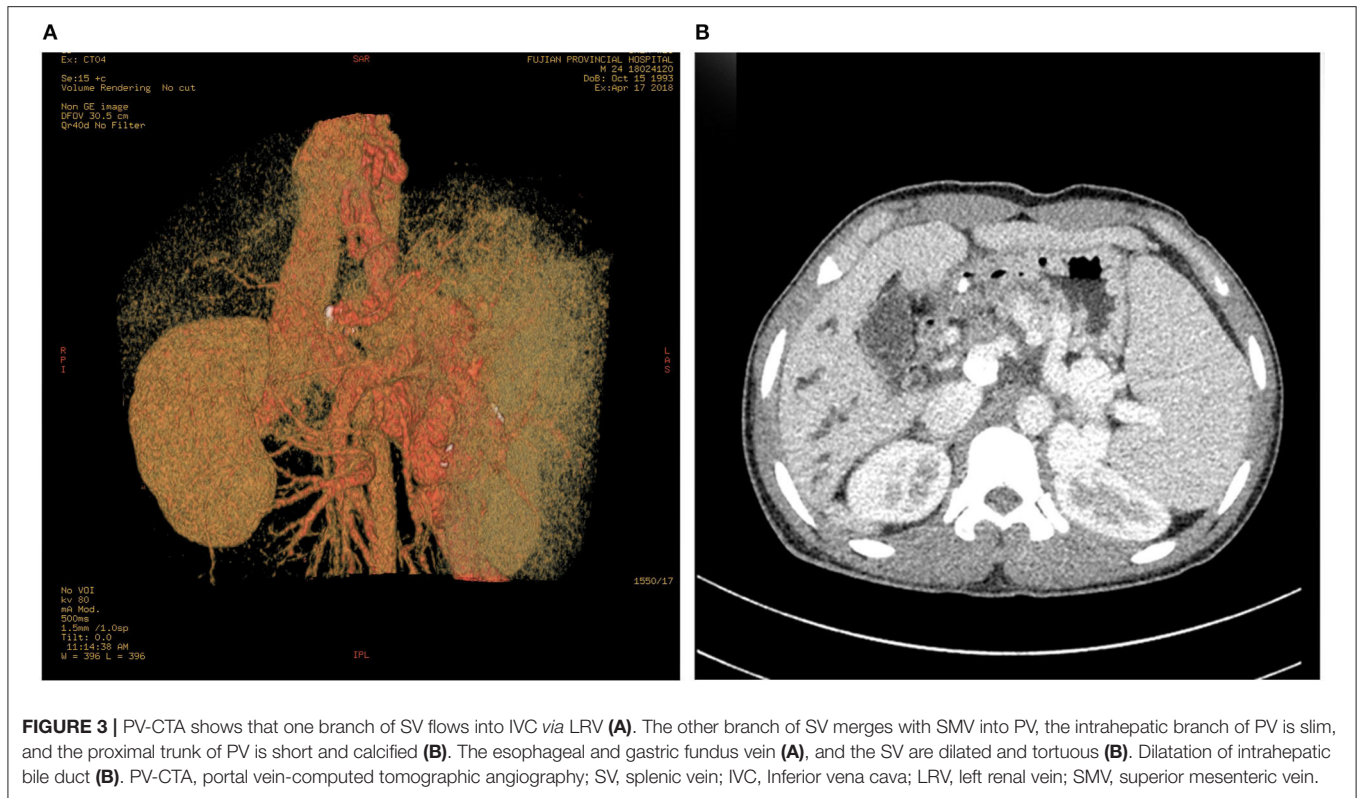 A
B
Ex: CT04
Se:15 +c
Volume Rendering No cut
Non GE image
DFOV 30.5 cm
Qr40d No Filter
SAR
FUJIAN PROVINCIAL HOSPITAL
M 24 18024120
DoB: Oct 15 1993
Ex:Apr 17 2018
R
P
I
L
A
S
1550/17
No VOI
kv 80
mA Mod.
500ms
1.5mm /1.0sp
Tilt: 0.0
11:14:38 AM
W = 396 L = 396
IPL
FIGURE 3 | PV-CTA shows that one branch of SV flows into IVC via LRV (A). The other branch of SV merges with SMV into PV, the intrahepatic branch of PV is slim,
and the proximal trunk of PV is short and calcified (B). The esophageal and gastric fundus vein (A), and the SV are dilated and tortuous (B). Dilatation of intrahepatic
bile duct (B). PV-CTA, portal vein-computed tomographic angiography; SV, splenic vein; IVC, Inferior vena cava; LRV, left renal vein; SMV, superior mesenteric vein.